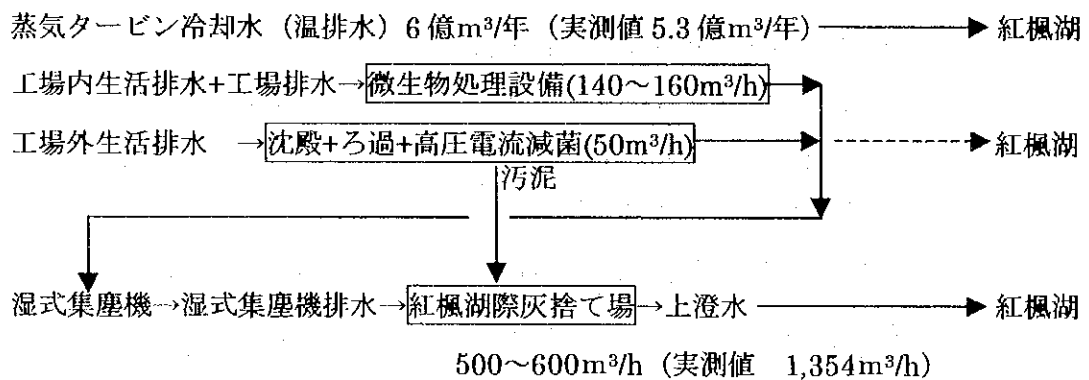 蒸気タービン冷却水（温排水）6億m³/年（実測値5.3億m³/年）→紅楓湖
工場内生活排水+工場排水→微生物処理設備(140～160m³/h)
工場外生活排水 →沈殿+ろ過+高圧電流減菌(50m³/h) 紅楓湖
汚泥
湿式集塵機→湿式集塵機排水→紅楓湖際灰捨て場→上澄水→紅楓湖
500～600m³/h（実測値 1,354m³/h）